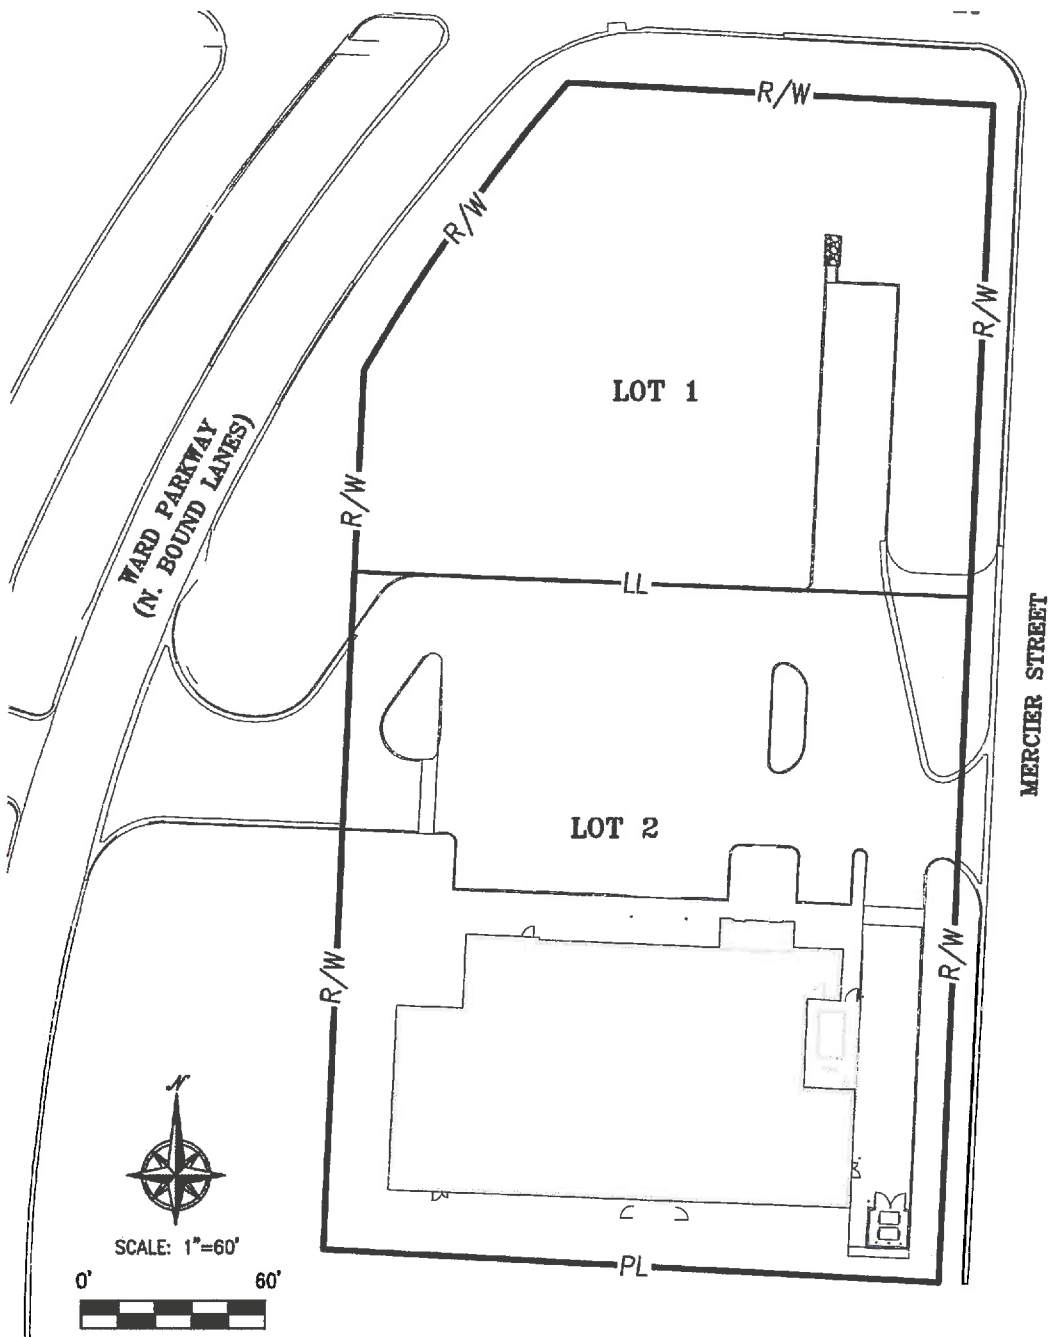 R/W
R/W
R/W
LOT 1
WARD PARKWAY
(N. BOUND LANES)
R/W
LL
MERCIER STREET
LOT 2
R/W
R/W
N
SCALE: 1"=60'
PL
0' 60'